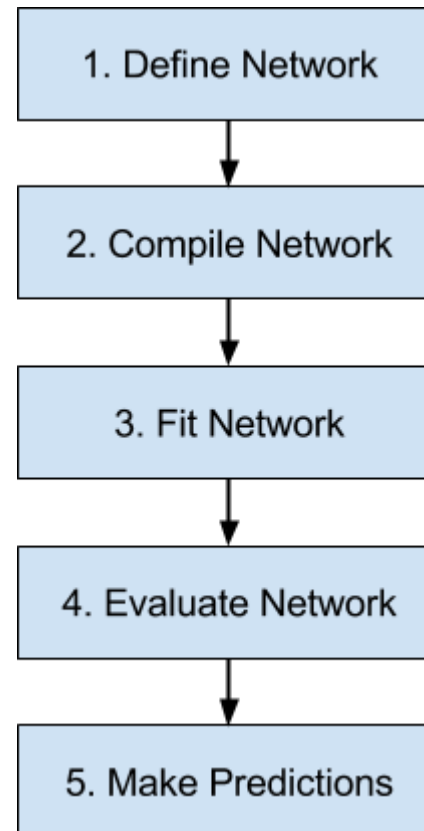 1. Define Network
2. Compile Network
3. Fit Network
4. Evaluate Network
5. Make Predictions